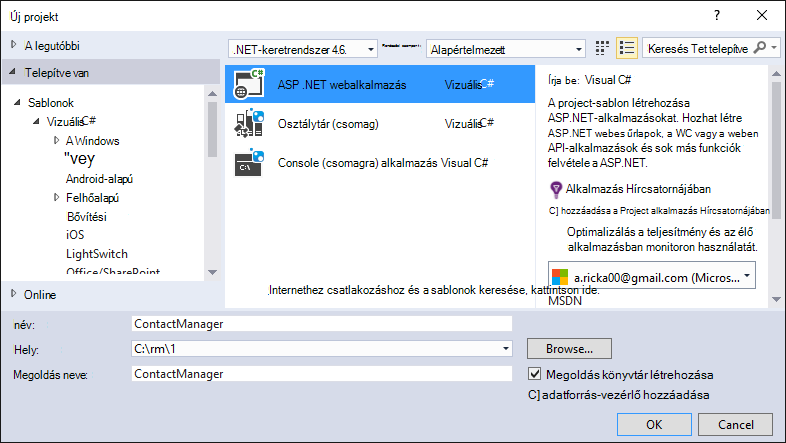 Új projekt
? X
A legutóbbi
.NET-keretrendszer 4.6.
Alapértelmezett
Keresés Tet telepítve
Telepítve van
Sablonok
Vizuális C#
A Windows
"vey
Android-alapú
Felhőalapú
Bővítési
iOS
LightSwitch
Office/SharePoint
Online
ASP .NET webalkalmazás Vizuális C#
Osztálytár (csomag) Vizuális C#
Console (csomagra) alkalmazás Visual C#
Internethez csatlakozáshoz és a sablonok keresése, kattintson ide.
Írja be: Visual C#
A project-sablon létrehozása
ASP.NET-alkalmazásokat. Hozhat létre
ASP.NET webes űrlapok, a WC vagy a weben
API-alkalmazások és sok más funkciók
felvétele a ASP.NET.
Alkalmazás Hírcsatornájában
C] hozzáadása a Project alkalmazás Hírcsatornájában
Optimalizálás a teljesítmény és az élő
alkalmazásban monitoron használatát.
a.ricka00@gmail.com (Micros...
MSDN
név: ContactManager
Hely: C:\rm\1
Browse...
Megoldás neve: ContactManager
Megoldás könyvtár létrehozása
C] adatforrás-vezérlő hozzáadása
OK
Cancel